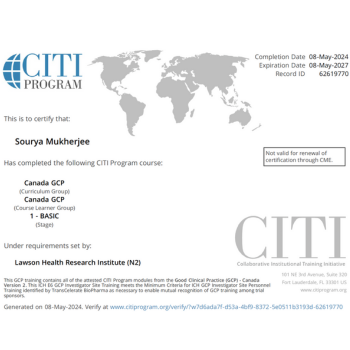 CITI
PROGRAM
Completion Date 08-May-2024
Expiration Date 08-May-2027
Record ID 62619770
This is to certify that:
Sourya Mukherjee
Has completed the following CITI Program course:
Not valid for renewal of
certification through CME.
Canada GCP
(Curriculum Group)
Canada GCP
(Course Learner Group)
1 - BASIC
(Stage)
Under requirements set by:
Lawson Health Research Institute (N2)
CITI
Collaborative Institutional Training Initiative
101 NE 3rd Avenue, Suite 320
Fort Lauderdale, FL 33301 US
www.citiprogram.org
This GCP training contains all of the attested CITI Program modules from the Good Clinical Practice (GCP) - Canada
Version 2. This ICH E6 GCP Investigator Site Training meets the Minimum Criteria for ICH GCP Investigator Site Personnel
Training identified by TransCelerate BioPharma as necessary to enable mutual recognition of GCP training among trial
sponsors.
Generated on 08-May-2024. Verify at www.citiprogram.org/verify/?w7d6ada7f-d53a-4bf9-8372-5e0511b3193d-62619770